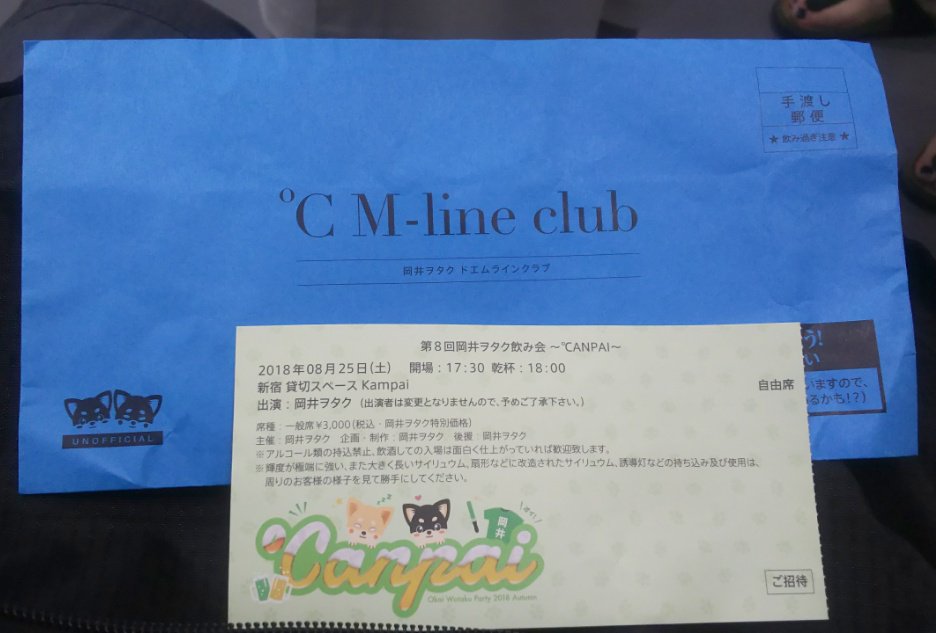 手渡し
郵便
★ 飲み過ぎ注意 ★
℃ M-line club
岡井ヲタク ドエムラインクラブ
UNOFFICIAL
う!
い
いますので、
るかも!?)
第8回岡井ヲタク飲み会 〜℃ANPAI〜
2018年08月25日(土) 開場:17:30 乾杯:18:00
新宿 貸切スペース Kampai
自由席
出演:岡井ヲタク (出演者は変更となりませんので、予めご了承下さい。)
席種:一般席¥3,000(税込・岡井ヲタク特別価格)
主催:岡井ヲタク 企画・制作:岡井ヲタク 後援:岡井ヲタク
※アルコール類の持込禁止、飲酒しての入場は面白く仕上がっていれば歓迎致します。
※輝度が極端に強い、また大きく長いサイリュウム、扇形などに改造されたサイリュウム、誘導灯などの持ち込み及び使用は、
周りのお客様の様子を見て勝手にしてください。
岡井
℃anpai
Okai Wotaku Party 2018 Autumn
ご招待